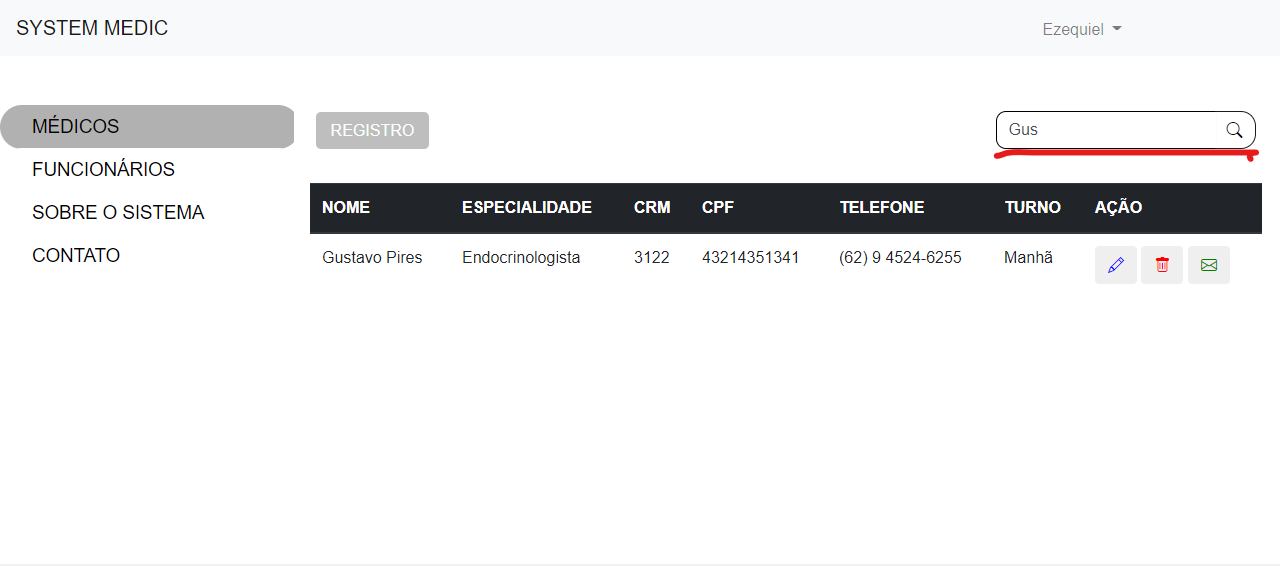 SYSTEM MEDIC
Ezequiel
MÉDICOS
FUNCIONÁRIOS
SOBRE O SISTEMA
CONTATO
REGISTRO
Gus
NOME ESPECIALIDADE CRM CPF TELEFONE TURNO AÇÃO
Gustavo Pires Endocrinologista 3122 43214351341 (62) 9 4524-6255 Manhã